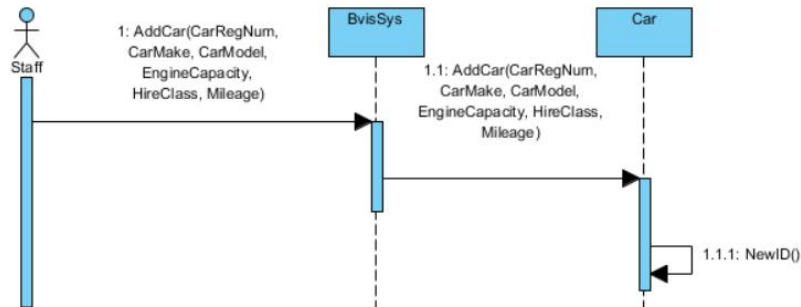 Staff
1: AddCar(CarRegNum,
CarMake, CarModel,
EngineCapacity,
HireClass, Mileage)
BvisSys
1.1: AddCar(CarRegNum,
CarMake, CarModel,
EngineCapacity, HireClass,
Mileage)
Car
1.1.1: NewID()